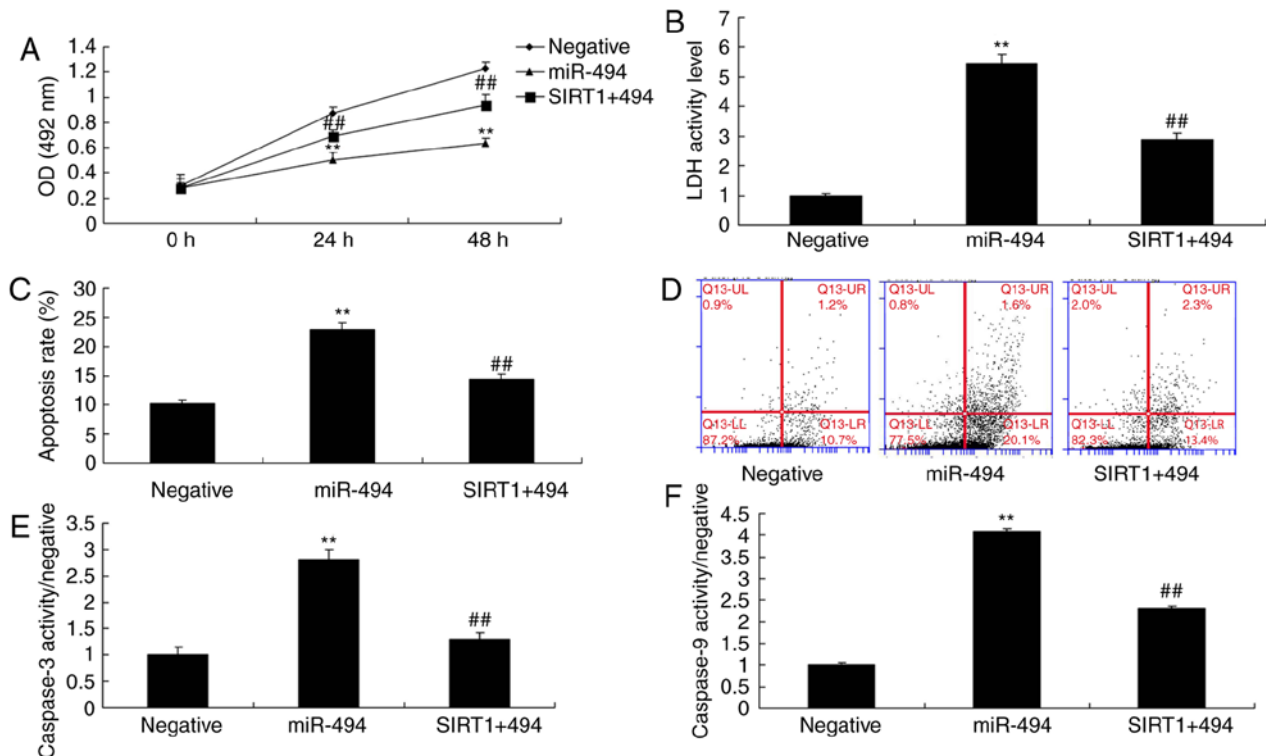 A
OD (492 nm)
1.4
1.2
1
0.8
0.6
0.4
0.2
0
0 h
24 h
48 h
##
**
##
**
Negative
miR-494
SIRT1+494
B
LDH activity level
7
6
5
4
3
2
1
0
**
##
Negative
miR-494
SIRT1+494
C
Apoptosis rate (%)
30
25
20
15
10
5
0
**
##
Negative
miR-494
SIRT1+494
D
Q13-UL
0.9%
Q13-UR
1.2%
Q13-LL
87.2%
Q13-LR
10.7%
Negative
Q13-UL
0.8%
Q13-UR
1.6%
Q13-LL
77.5%
Q13-LR
20.1%
miR-494
Q13-UL
2.0%
Q13-UR
2.3%
Q13-LL
82.3%
Q13-LR
13.4%
SIRT1+494
E
Caspase-3 activity/negative
3.5
3
2.5
2
1.5
1
0.5
0
**
##
Negative
miR-494
SIRT1+494
F
Caspase-9 activity/negative
4.5
4
3.5
3
2.5
2
1.5
1
0.5
0
**
##
Negative
miR-494
SIRT1+494